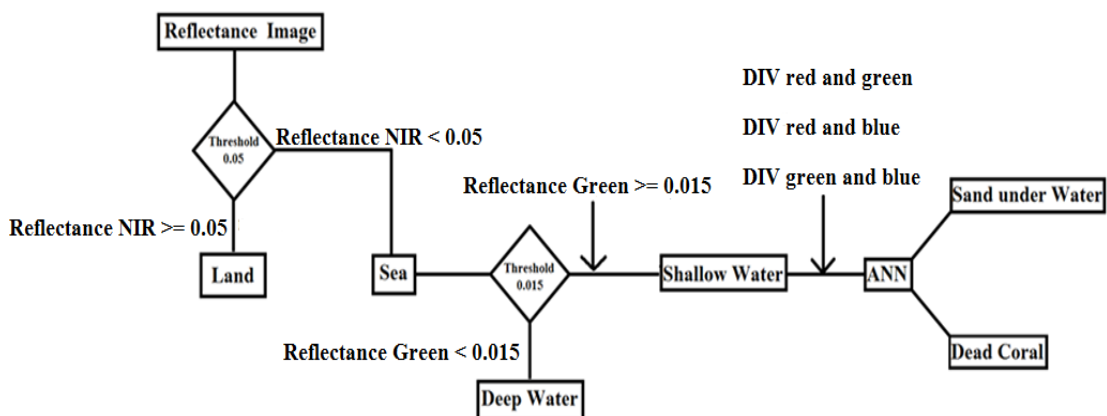 Reflectance Image
Threshold
0.05
Reflectance NIR < 0.05
Reflectance NIR >= 0.05
Land
Sea
Threshold
0.015
Reflectance Green >= 0.015
Reflectance Green < 0.015
Deep Water
Shallow Water
DIV red and green
DIV red and blue
DIV green and blue
ANN
Sand under Water
Dead Coral